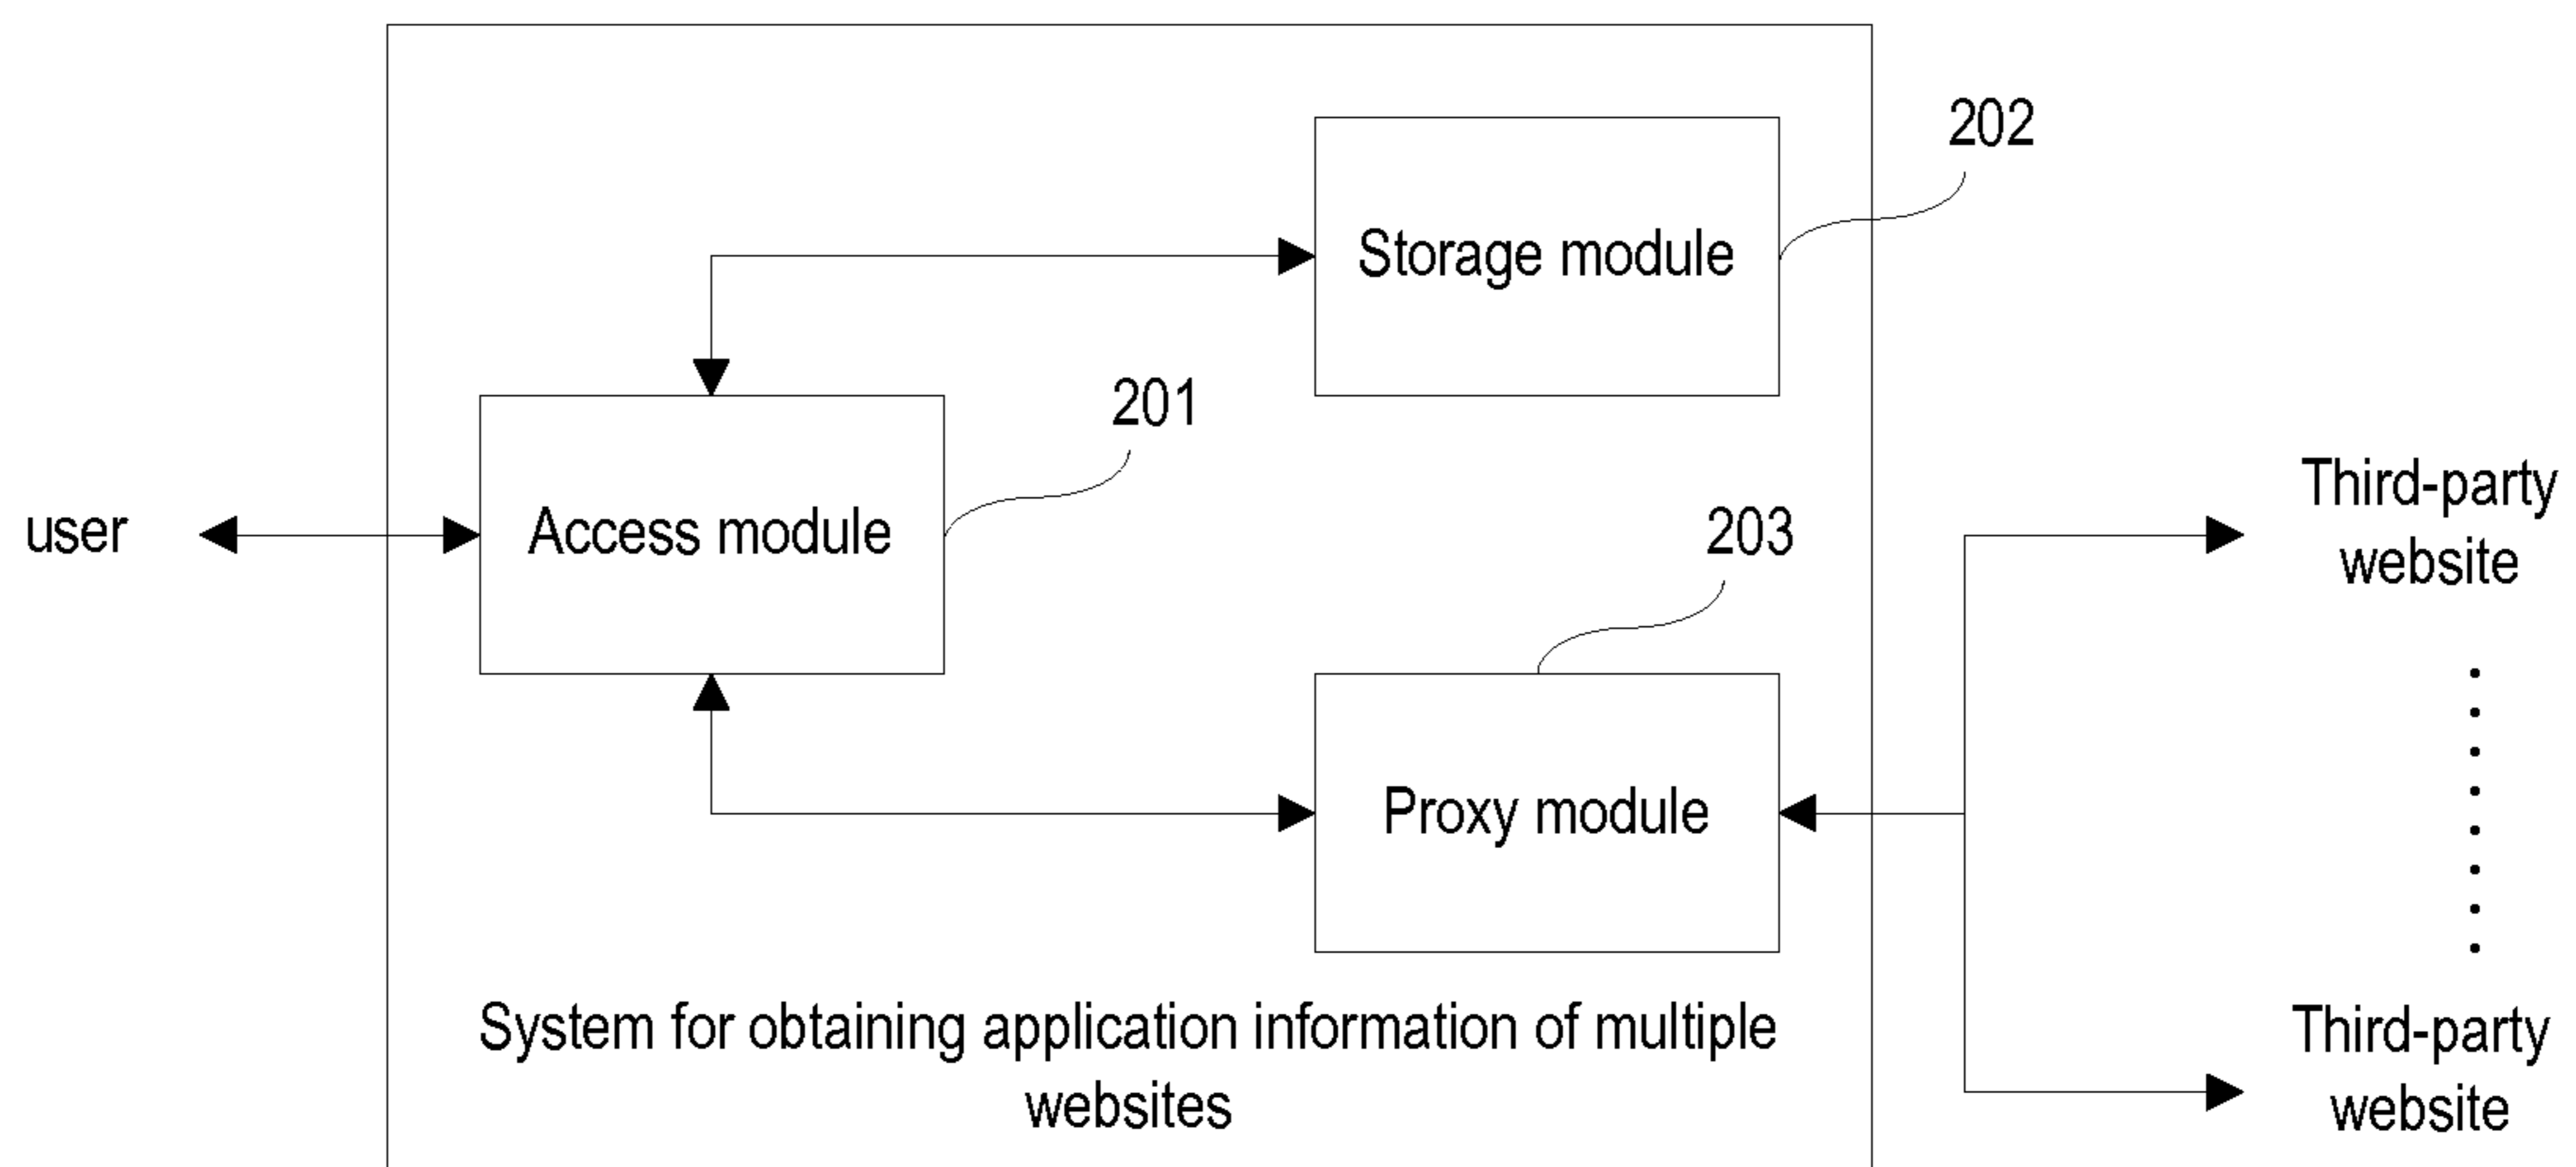 202
Storage module
201
user
Access module
203
Third-party
website
Proxy module
System for obtaining application information of multiple
websites
Third-party
website